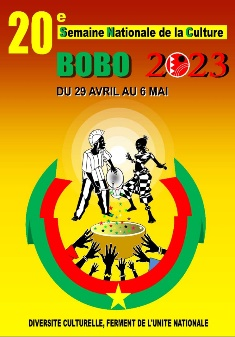 20e
Semaine Nationale de la Culture
BOBO 2023
DU 29 AVRIL AU 6 MAI
DIVERSITE CULTURELLE, FERMENT DE L'UNITE NATIONALE